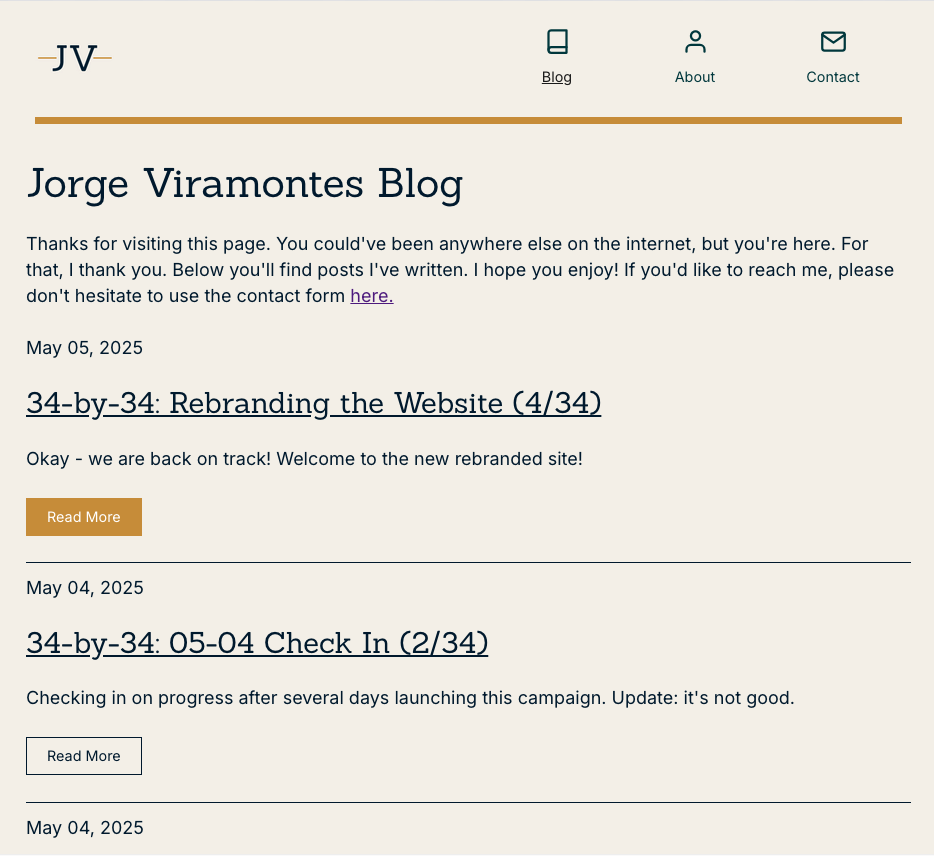 JV
Blog
About
Contact
Jorge Viramontes Blog
Thanks for visiting this page. You could've been anywhere else on the internet, but you're here. For
that, I thank you. Below you'll find posts I've written. I hope you enjoy! If you'd like to reach me, please
don't hesitate to use the contact form here.
May 05, 2025
34-by-34: Rebranding the Website (4/34)
Okay - we are back on track! Welcome to the new rebranded site!
Read More
May 04, 2025
34-by-34: 05-04 Check In (2/34)
Checking in on progress after several days launching this campaign. Update: it's not good.
Read More
May 04, 2025